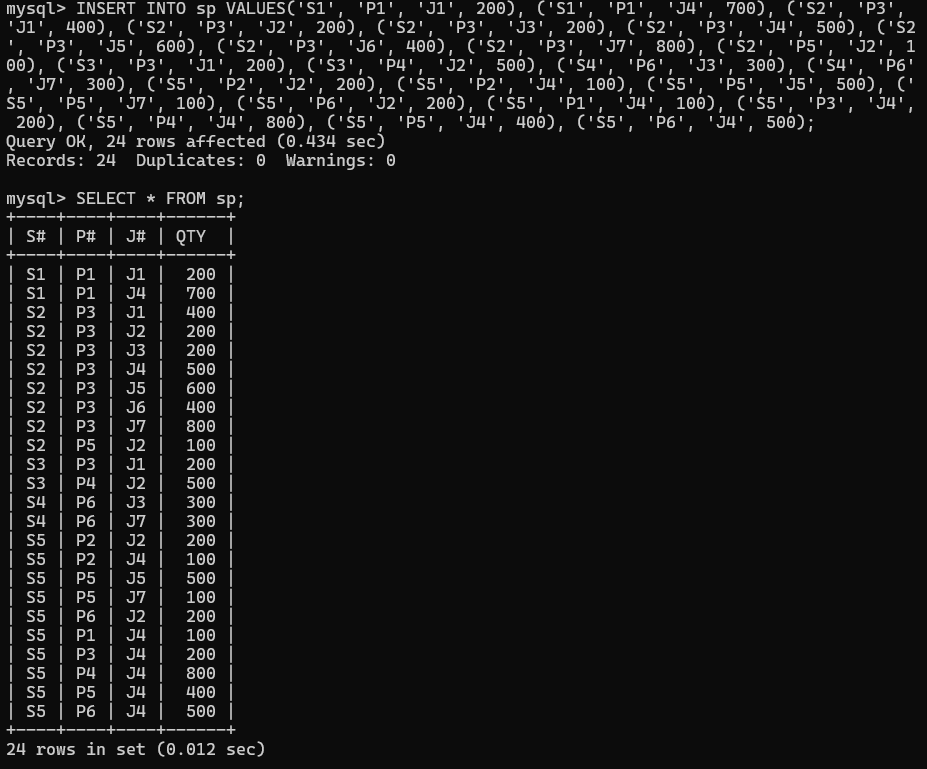 mysql> INSERT INTO sp VALUES('S1', 'P1', 'J1', 200), ('S1', 'P1', 'J4', 700), ('S2', 'P3',
'J1', 400), ('S2', 'P3', 'J2', 200), ('S2', 'P3', 'J3', 200), ('S2', 'P3', 'J4', 500), ('S2
', 'P3', 'J5', 600), ('S2', 'P3', 'J6', 400), ('S2', 'P3', 'J7', 800), ('S2', 'P5', 'J2', 1
00), ('S3', 'P3', 'J1', 200), ('S3', 'P4', 'J2', 500), ('S4', 'P6', 'J3', 300), ('S4', 'P6'
, 'J7', 300), ('S5', 'P2', 'J2', 200), ('S5', 'P2', 'J4', 100), ('S5', 'P5', 'J5', 500), ('
S5', 'P5', 'J7', 100), ('S5', 'P6', 'J2', 200), ('S5', 'P1', 'J4', 100), ('S5', 'P3', 'J4',
 200), ('S5', 'P4', 'J4', 800), ('S5', 'P5', 'J4', 400), ('S5', 'P6', 'J4', 500);
Query OK, 24 rows affected (0.434 sec)
Records: 24  Duplicates: 0  Warnings: 0

mysql> SELECT * FROM sp;
+----+----+----+------+
| S# | P# | J# | QTY  |
+----+----+----+------+
| S1 | P1 | J1 |  200 |
| S1 | P1 | J4 |  700 |
| S2 | P3 | J1 |  400 |
| S2 | P3 | J2 |  200 |
| S2 | P3 | J3 |  200 |
| S2 | P3 | J4 |  500 |
| S2 | P3 | J5 |  600 |
| S2 | P3 | J6 |  400 |
| S2 | P3 | J7 |  800 |
| S2 | P5 | J2 |  100 |
| S3 | P3 | J1 |  200 |
| S3 | P4 | J2 |  500 |
| S4 | P6 | J3 |  300 |
| S4 | P6 | J7 |  300 |
| S5 | P2 | J2 |  200 |
| S5 | P2 | J4 |  100 |
| S5 | P5 | J5 |  500 |
| S5 | P5 | J7 |  100 |
| S5 | P6 | J2 |  200 |
| S5 | P1 | J4 |  100 |
| S5 | P3 | J4 |  200 |
| S5 | P4 | J4 |  800 |
| S5 | P5 | J4 |  400 |
| S5 | P6 | J4 |  500 |
+----+----+----+------+
24 rows in set (0.012 sec)